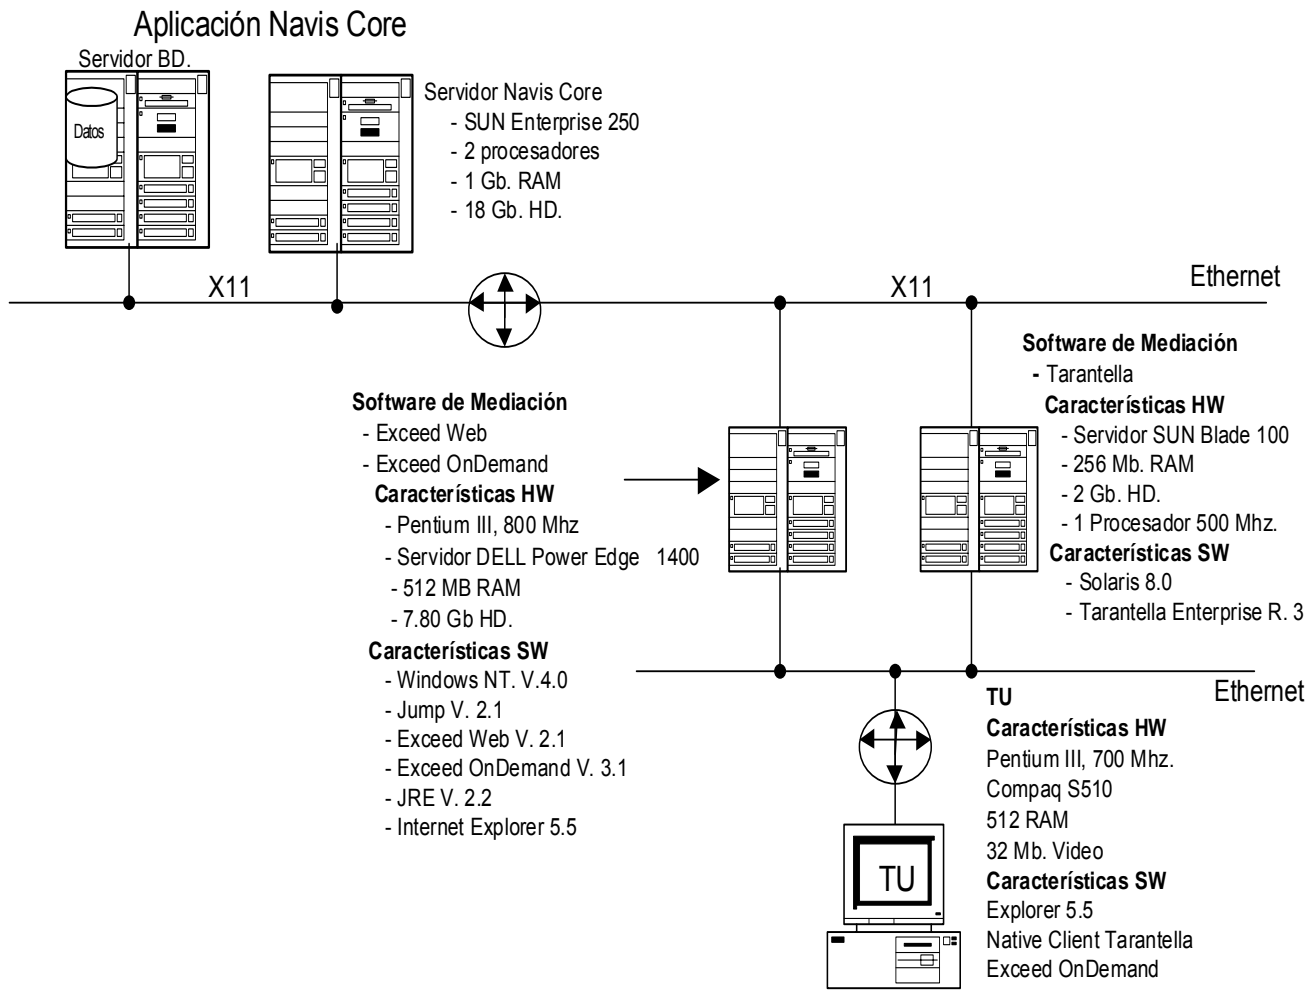 Aplicación Navis Core
Servidor BD.
Datos
Servidor Navis Core
- SUN Enterprise 250
- 2 procesadores
- 1 Gb. RAM
- 18 Gb. HD.
X11
X11
Ethernet
Software de Mediación
- Exceed Web
- Exceed OnDemand
Características HW
- Pentium III, 800 Mhz
- Servidor DELL Power Edge 1400
- 512 MB RAM
- 7.80 Gb HD.
Características SW
- Windows NT. V.4.0
- Jump V. 2.1
- Exceed Web V. 2.1
- Exceed OnDemand V. 3.1
- JRE V. 2.2
- Internet Explorer 5.5
Software de Mediación
- Tarantella
Características HW
- Servidor SUN Blade 100
- 256 Mb. RAM
- 2 Gb. HD.
- 1 Procesador 500 Mhz.
Características SW
- Solaris 8.0
- Tarantella Enterprise R. 3
Ethernet
TU
TU
Características HW
Pentium III, 700 Mhz.
Compaq S510
512 RAM
32 Mb. Video
Características SW
Explorer 5.5
Native Client Tarantella
Exceed OnDemand